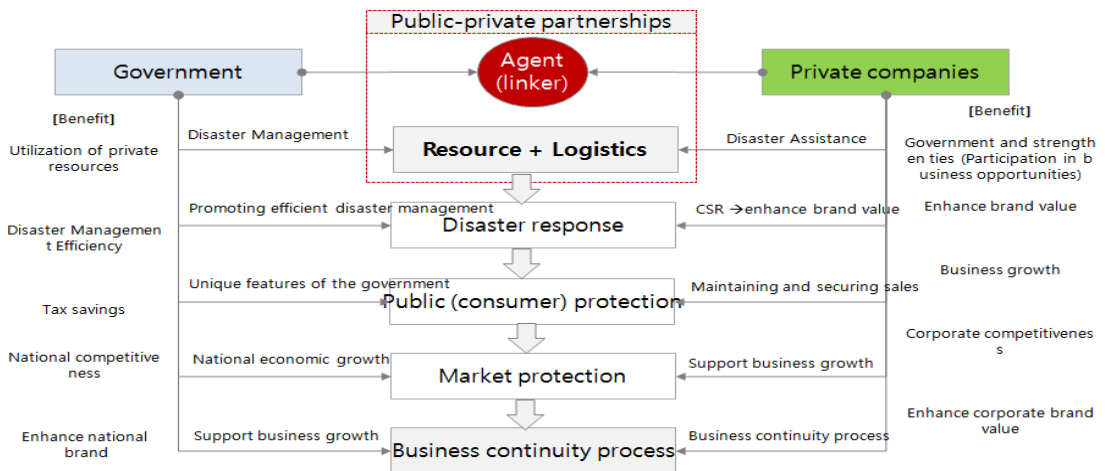 Public-private partnerships
Government
Agent
(linker)
Private companies
[Benefit]
[Benefit]
Disaster Management
Disaster Assistance
Utilization of private
resources
Resource + Logistics
Government and strength
en ties (Participation in b
usiness opportunities)
Promoting efficient disaster management
CSR →enhance brand value
Enhance brand value
Disaster Managemen
t Efficiency
Disaster response
Business growth
Unique features of the government
Maintaining and securing sales
Public (consumer) protection
Tax savings
Corporate competitivenes
s
National competitive
ness
National economic growth
Support business growth
Market protection
Enhance corporate brand
value
Enhance national
brand
Support business growth
Business continuity process
Business continuity process